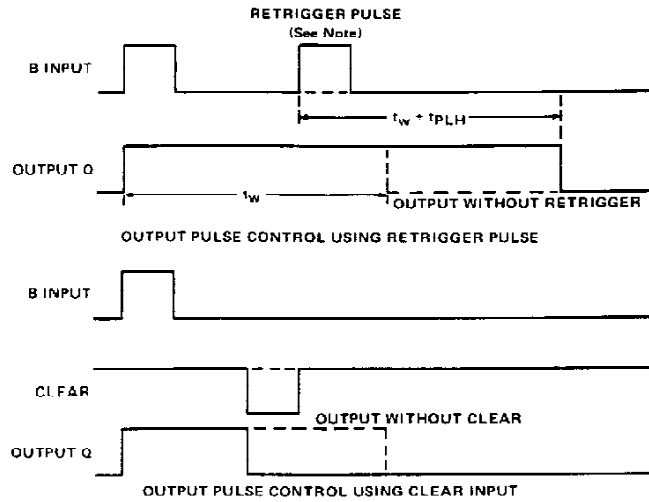 RETRIGGER PULSE
(See Note)
B INPUT
tw + tPLH
OUTPUT Q
tw
OUTPUT WITHOUT RETRIGGER
OUTPUT PULSE CONTROL USING RETRIGGER PULSE
B INPUT
CLEAR
OUTPUT WITHOUT CLEAR
OUTPUT Q
OUTPUT PULSE CONTROL USING CLEAR INPUT